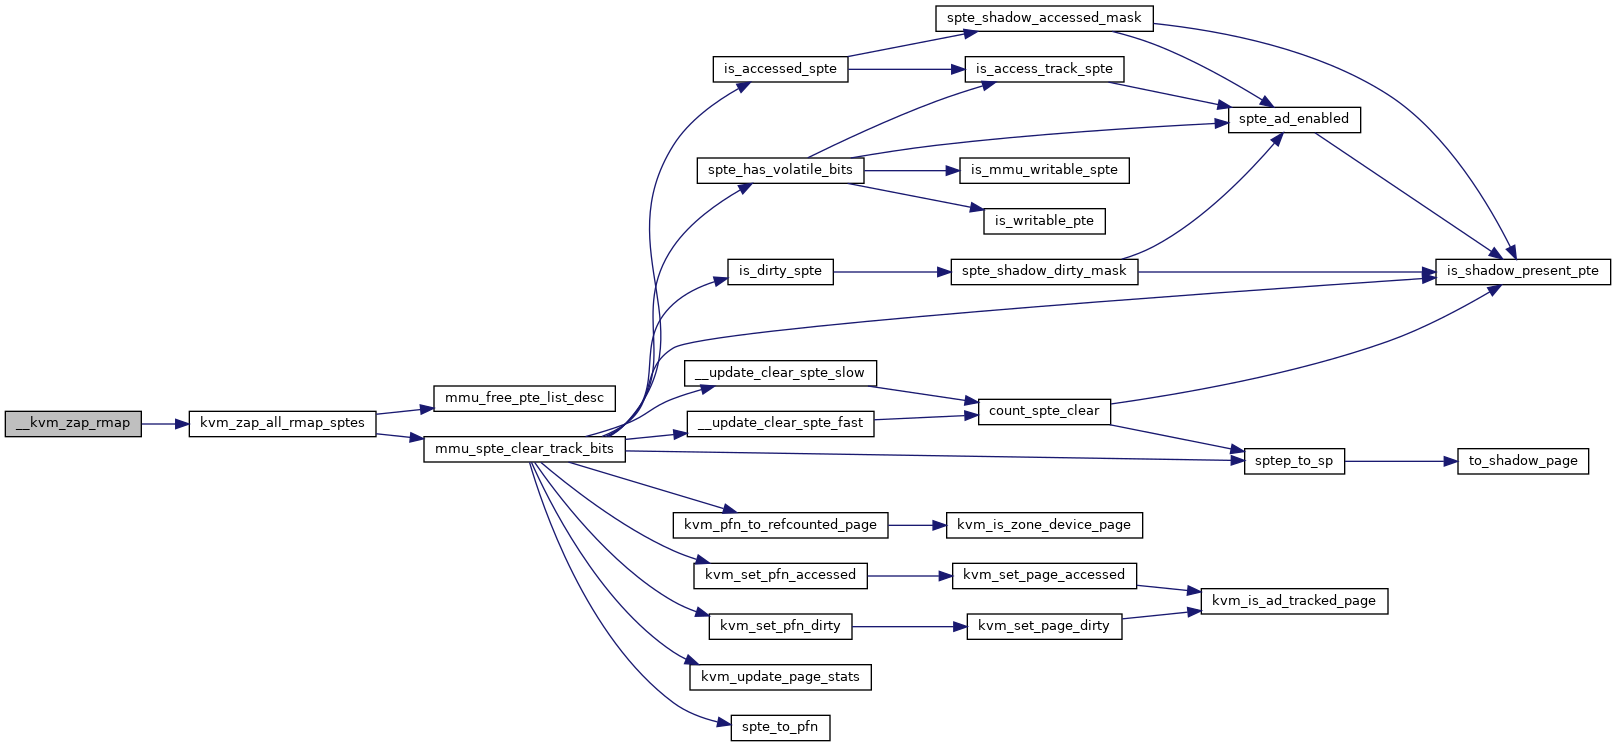 spte_shadow_accessed_mask
is_accessed_spte
is_access_track_spte
spte_ad_enabled
spte_has_volatile_bits
is_mmu_writable_spte
is_writable_pte
is_dirty_spte
spte_shadow_dirty_mask
is_shadow_present_pte
__update_clear_spte_slow
mmu_free_pte_list_desc
count_spte_clear
__kvm_zap_rmap
kvm_zap_all_rmap_sptes
__update_clear_spte_fast
mmu_spte_clear_track_bits
sptep_to_sp
to_shadow_page
kvm_pfn_to_refcounted_page
kvm_is_zone_device_page
kvm_set_pfn_accessed
kvm_set_page_accessed
kvm_is_ad_tracked_page
kvm_set_pfn_dirty
kvm_set_page_dirty
kvm_update_page_stats
spte_to_pfn